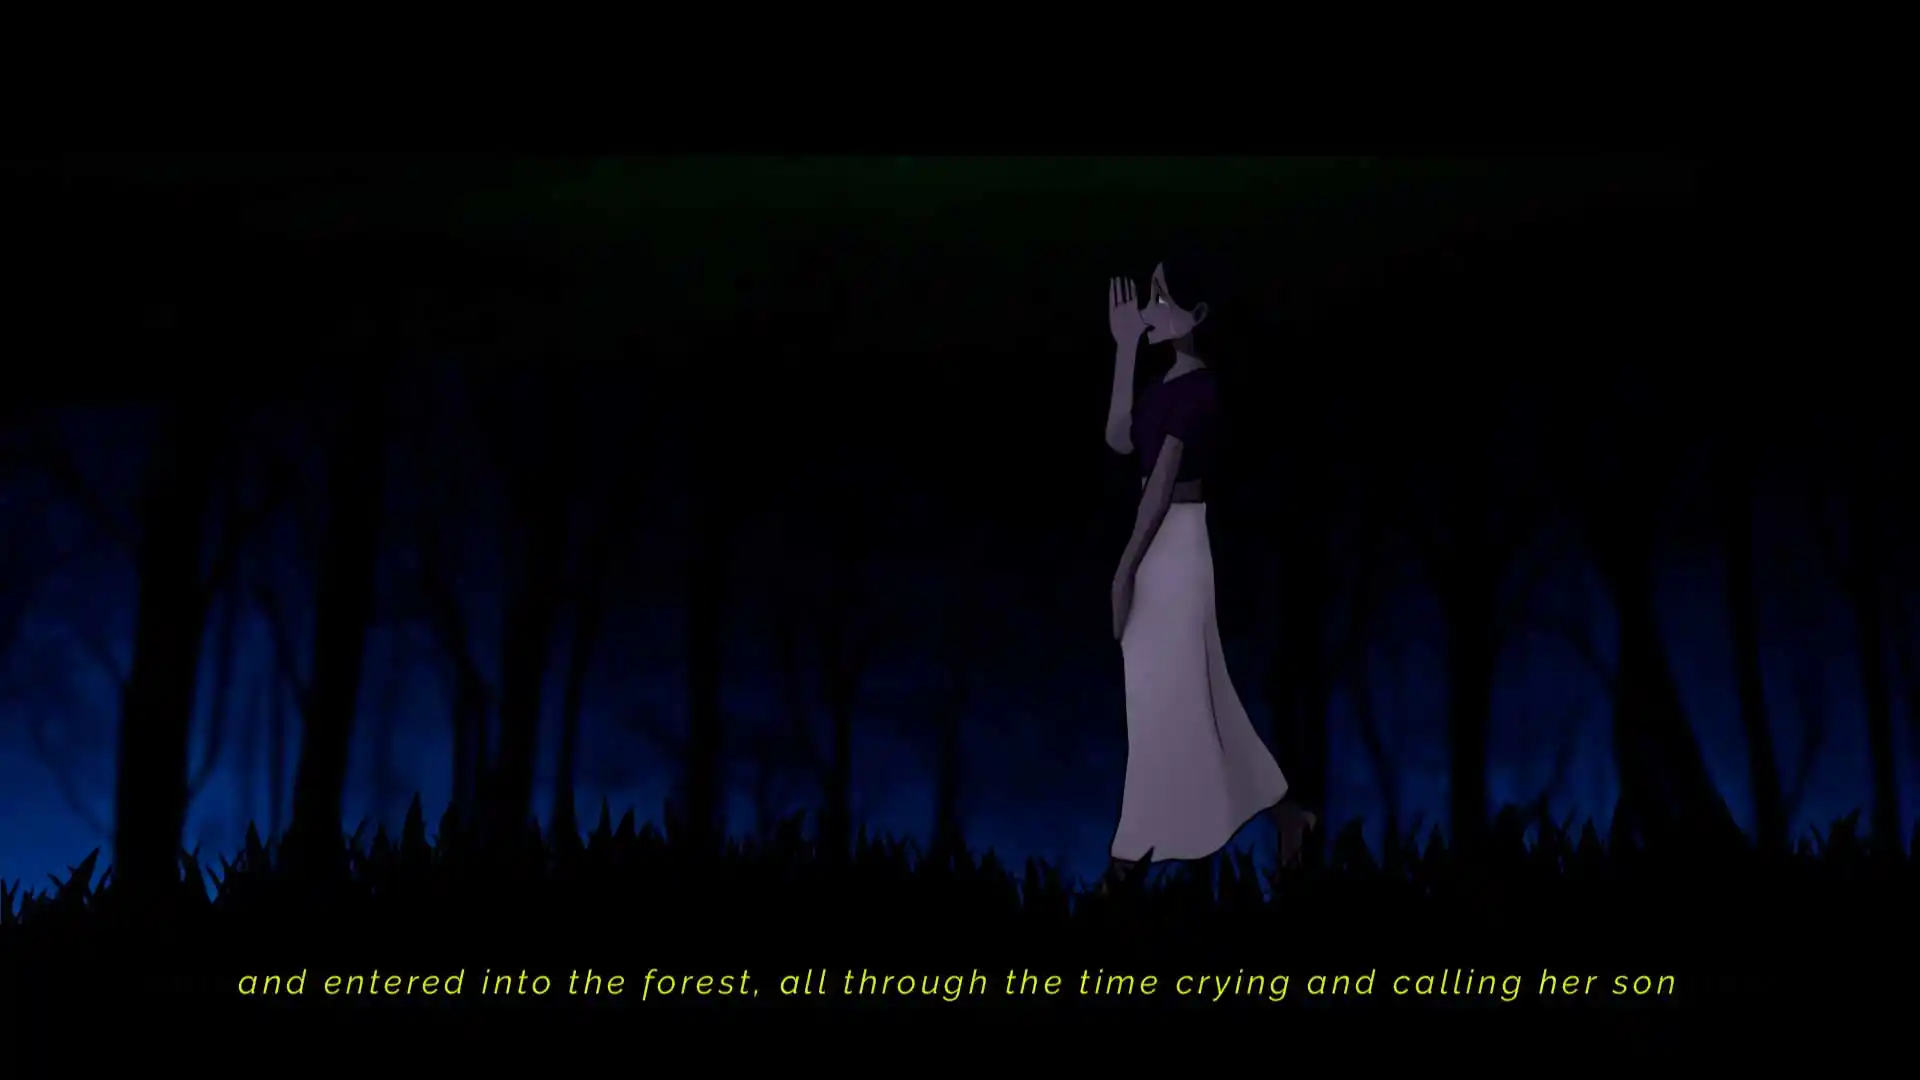 and entered into the forest, all through the time crying and calling her son